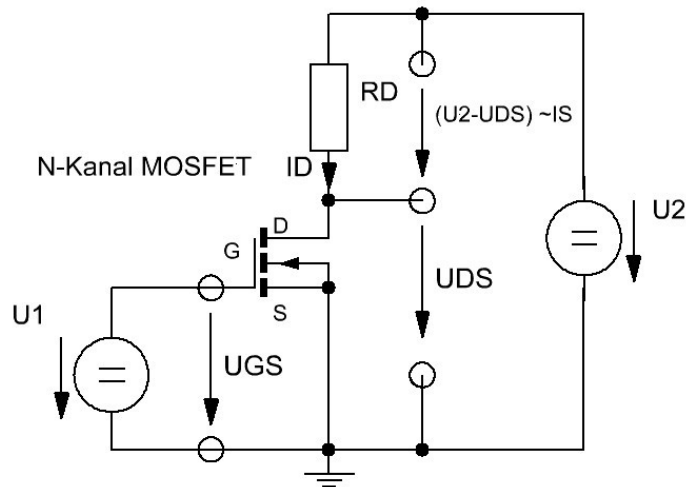 RD
(U2-UDS) ~IS
N-Kanal MOSFET
ID
D
U2
G
UDS
S
U1
UGS